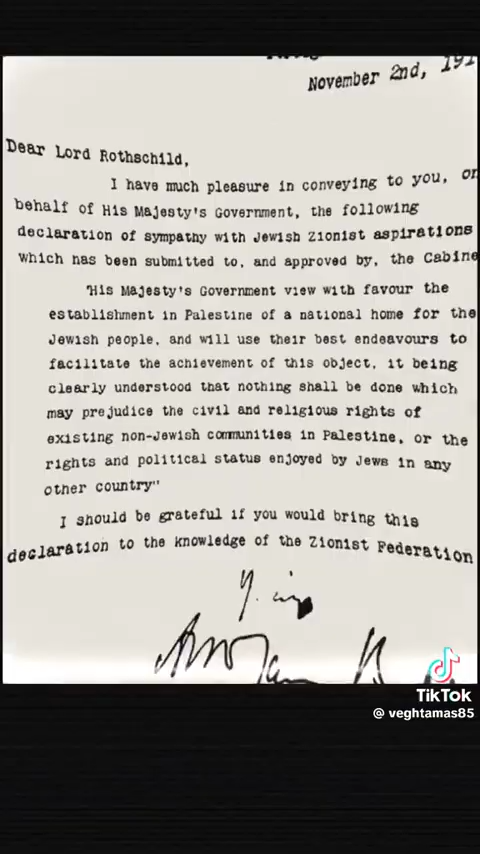 November 2nd, 191
Dear Lord Rothschild,
I have much pleasure in conveying to you, on
behalf of His Majesty's Government, the following
declaration of sympathy with Jewish Zionist aspirations
which has been submitted to, and approved by, the Cabine
"His Majesty's Government view with favour the
establishment in Palestine of a national home for the
Jewish people, and will use their best endeavours to
facilitate the achievement of this object, it being
clearly understood that nothing shall be done which
may prejudice the civil and religious rights of
existing non-Jewish communities in Palestine, or the
rights and political status enjoyed by Jews in any
other country"
I should be grateful if you would bring this
declaration to the knowledge of the Zionist Federation
TikTok
@veghtamas85